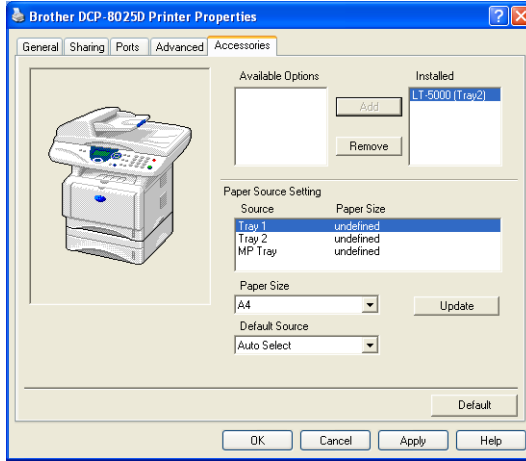 Brother DCP-8025D Printer Properties
General Sharing Ports Advanced Accessories
Available Options Installed
LT-5000 (Tray2)
Add
Remove
Paper Source Setting
Source Paper Size
Tray 1 undefined
Tray 2 undefined
MP Tray undefined
Paper Size
A4
Update
Default Source
Auto Select
Default
OK Cancel Apply Help